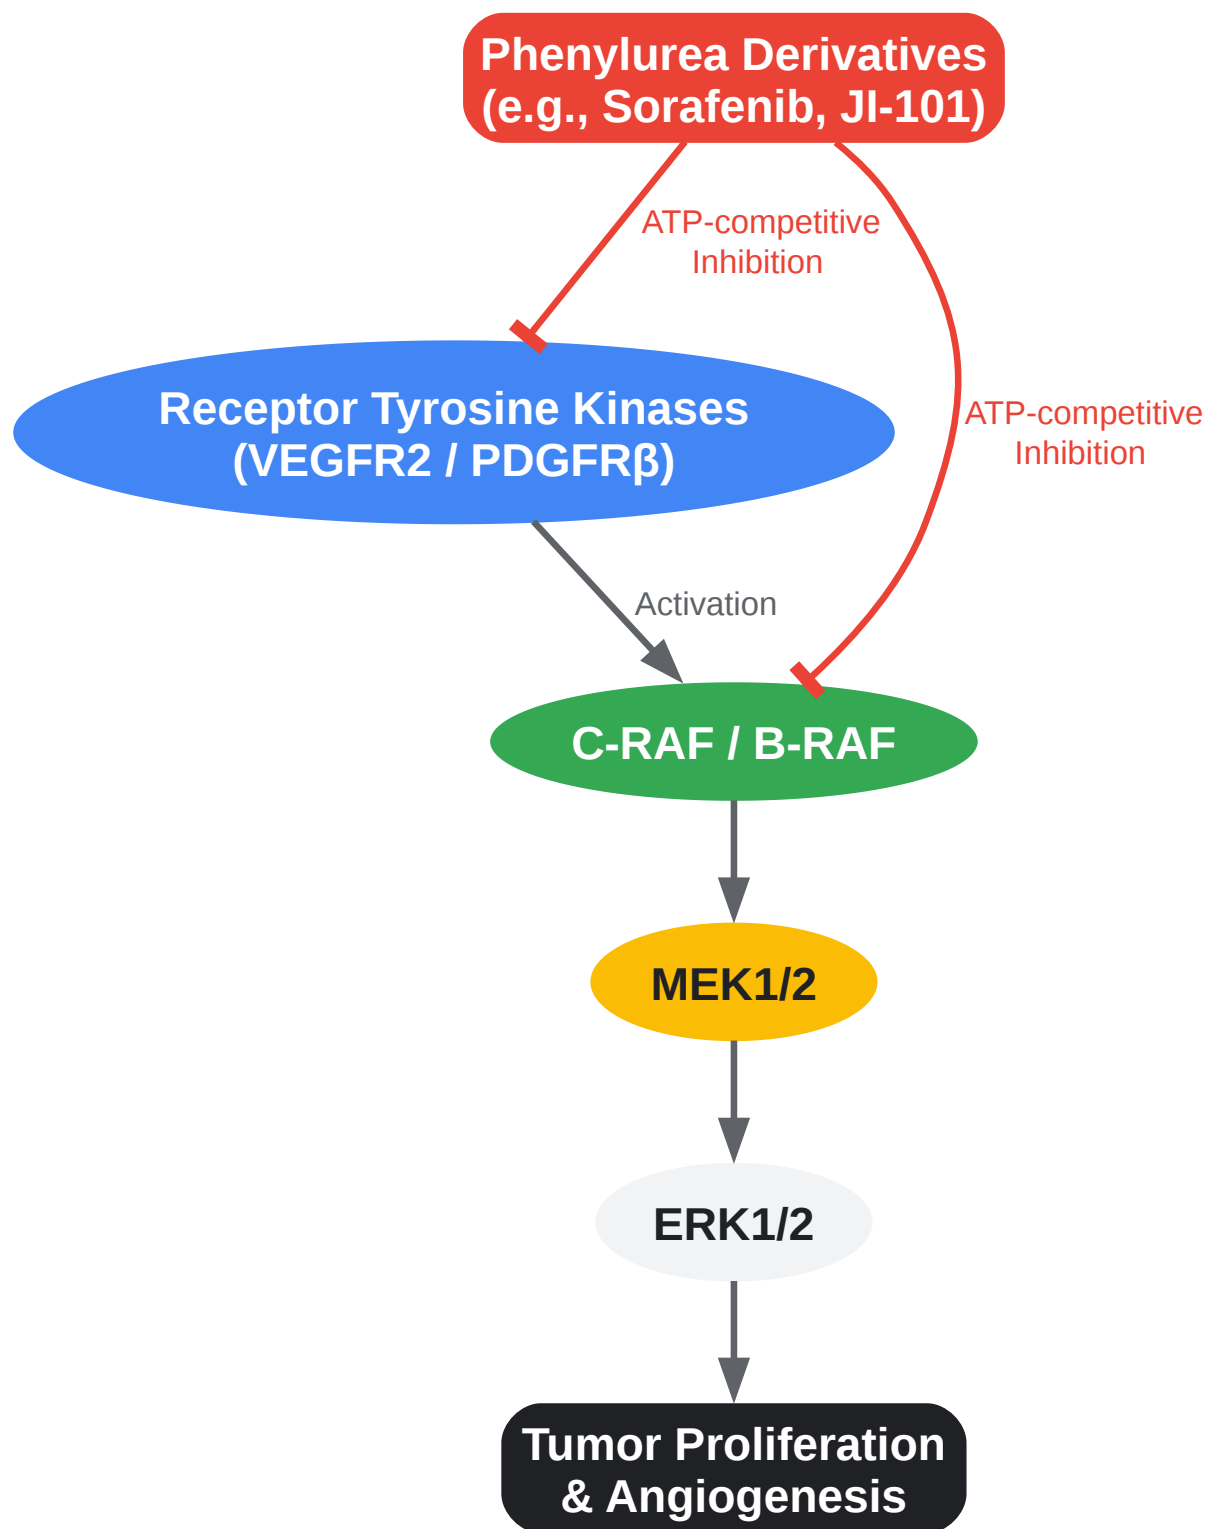 Phenylurea Derivatives
(e.g., Sorafenib, JI-101)
ATP-competitive
Inhibition
Receptor Tyrosine Kinases
(VEGFR2 / PDGFRβ)
ATP-competitive
Inhibition
Activation
C-RAF / B-RAF
MEK1/2
ERK1/2
Tumor Proliferation
& Angiogenesis